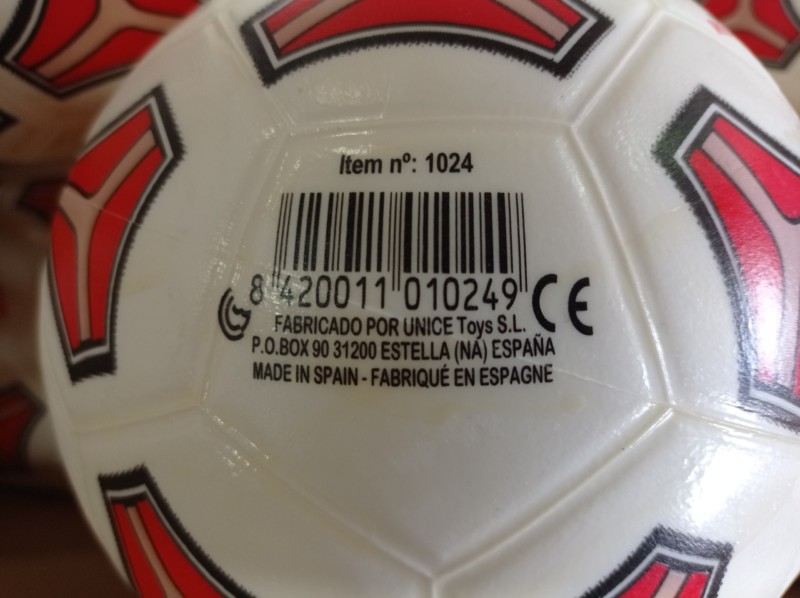 Item nº: 1024
8 420011 010249
CE
FABRICADO POR UNICE Toys S.L.
P.O.BOX 90 31200 ESTELLA (NA) ESPAÑA
MADE IN SPAIN - FABRIQUÉ EN ESPAGNE